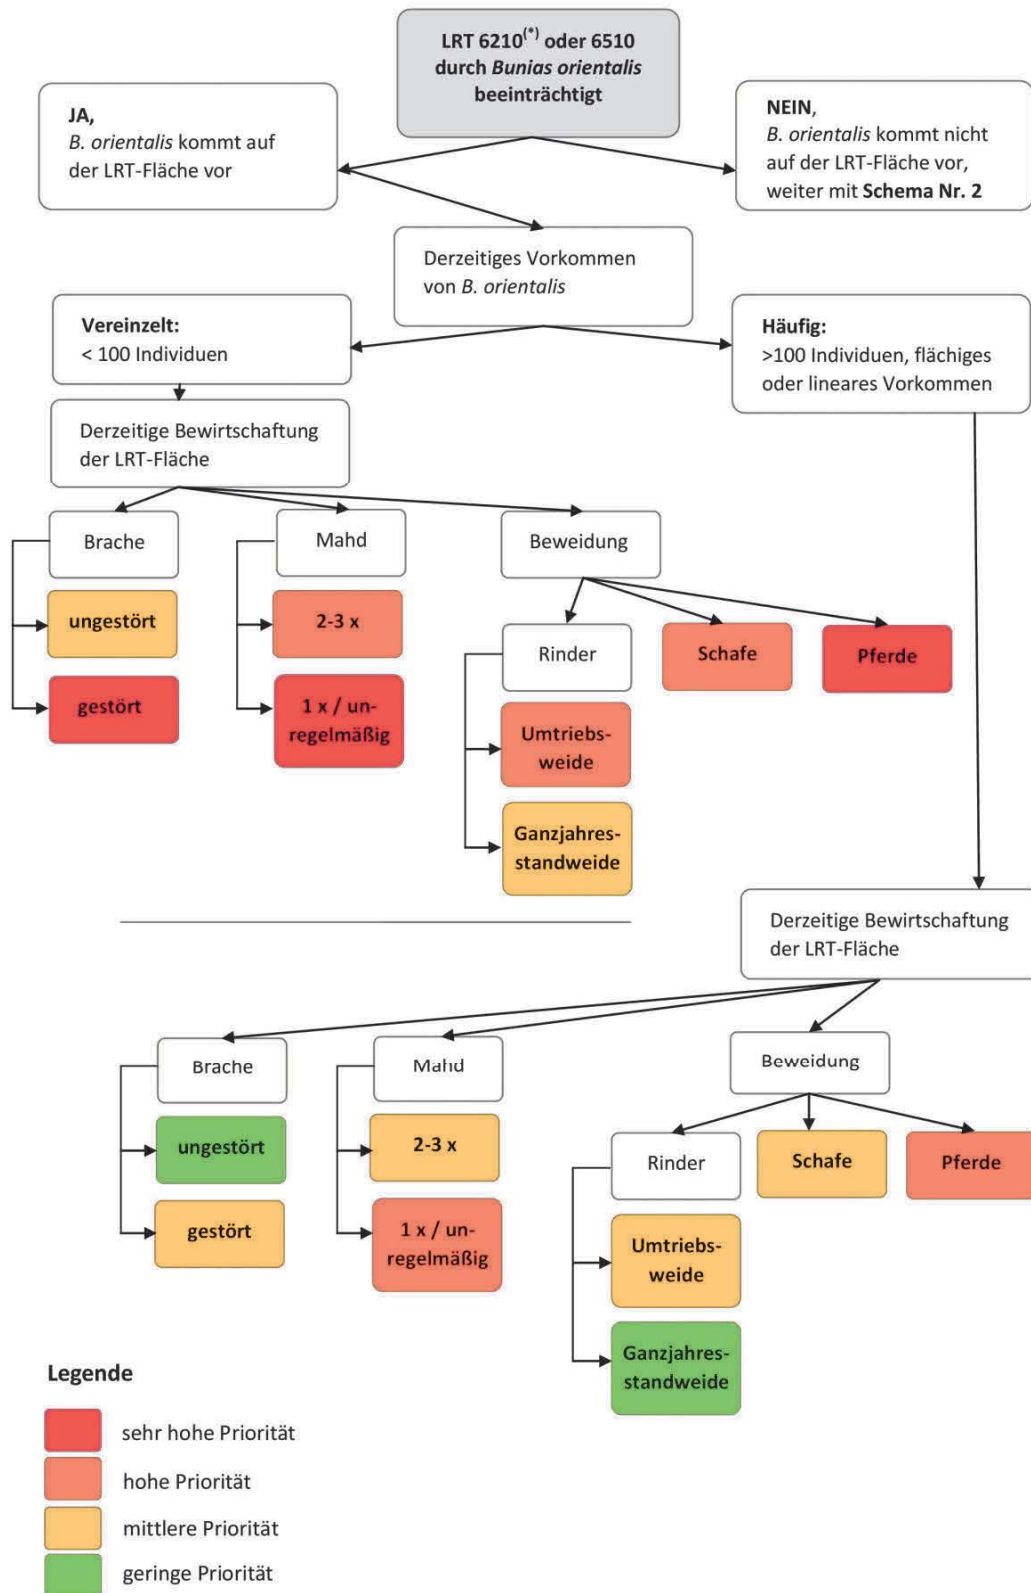 LRT 6210(*) oder 6510
durch Bunias orientalis
beeinträchtigt
JA,
B. orientalis kommt auf
der LRT-Fläche vor
NEIN,
B. orientalis kommt nicht
auf der LRT-Fläche vor,
weiter mit Schema Nr. 2
Derzeitiges Vorkommen
von B. orientalis
Vereinzelt:
< 100 Individuen
Häufig:
>100 Individuen, flächiges
oder lineares Vorkommen
Derzeitige Bewirtschaftung
der LRT-Fläche
Brache
ungestört
gestört
Mahd
2-3 x
1 x / un-
regelmäßig
Beweidung
Rinder
Schafe
Pferde
Umtriebs-
weide
Ganzjahres-
standweide
Derzeitige Bewirtschaftung
der LRT-Fläche
Brache
ungestört
gestört
Mahd
2-3 x
1 x / un-
regelmäßig
Beweidung
Rinder
Schafe
Pferde
Umtriebs-
weide
Ganzjahres-
standweide
Legende
sehr hohe Priorität
hohe Priorität
mittlere Priorität
geringe Priorität